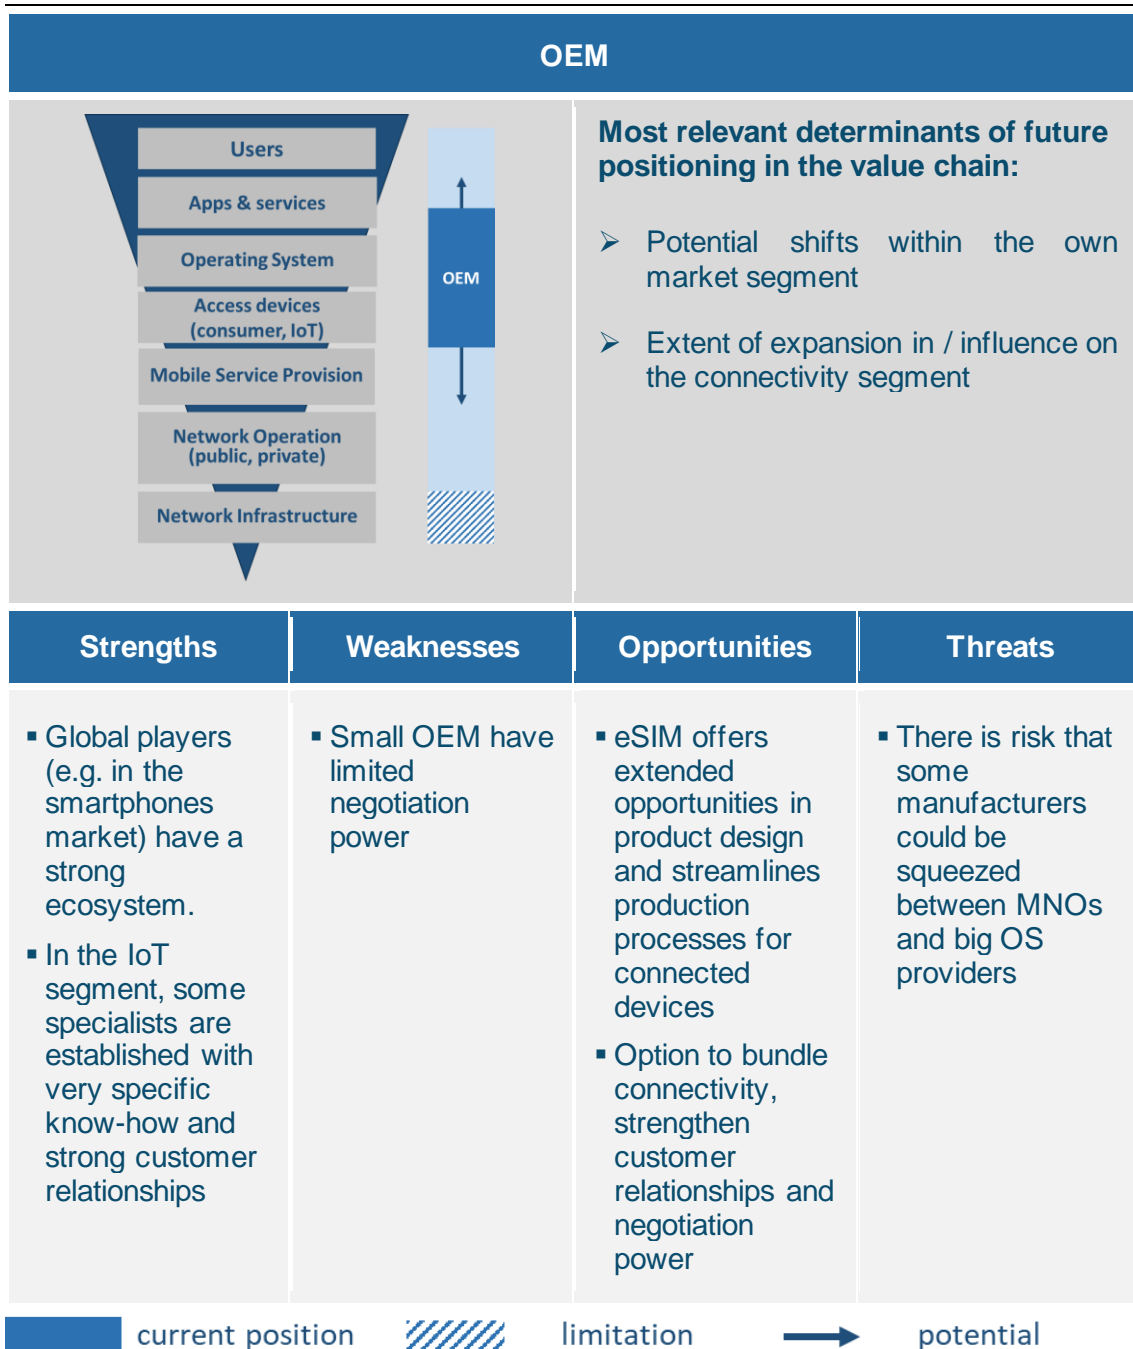 OEM
Users
Apps & services
Operating System
Access devices
(consumer, IoT)
Mobile Service Provision
Network Operation
(public, private)
Network Infrastructure
OEM
Most relevant determinants of future
positioning in the value chain:
➢ Potential shifts within the own
market segment
➢ Extent of expansion in / influence on
the connectivity segment
Strengths
▪ Global players
(e.g. in the
smartphones
market) have a
strong
ecosystem.
▪ In the IoT
segment, some
specialists are
established with
very specific
know-how and
strong customer
relationships
Weaknesses
▪ Small OEM have
limited
negotiation
power
Opportunities
▪ eSIM offers
extended
opportunities in
product design
and streamlines
production
processes for
connected
devices
▪ Option to bundle
connectivity,
strengthen
customer
relationships and
negotiation
power
Threats
▪ There is risk that
some
manufacturers
could be
squeezed
between MNOs
and big OS
providers
current position
limitation
potential